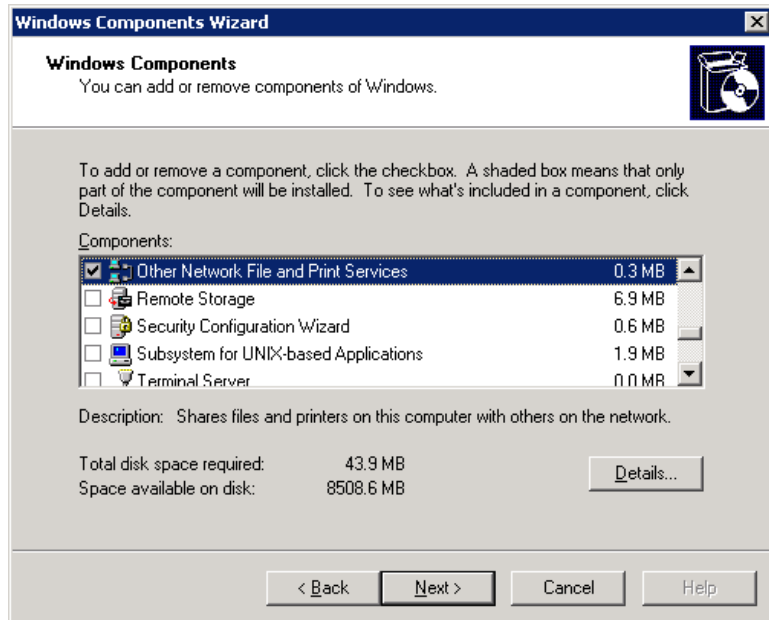 Windows Components Wizard
Windows Components
You can add or remove components of Windows.
To add or remove a component, click the checkbox. A shaded box means that only
part of the component will be installed. To see what's included in a component, click
Details.
Components:
Other Network File and Print Services 0.3 MB
Remote Storage 6.9 MB
Security Configuration Wizard 0.6 MB
Subsystem for UNIX-based Applications 1.9 MB
Terminal Server 0.0 MB
Description: Shares files and printers on this computer with others on the network.
Total disk space required: 43.9 MB
Space available on disk: 8508.6 MB
Details...
< Back Next > Cancel Help